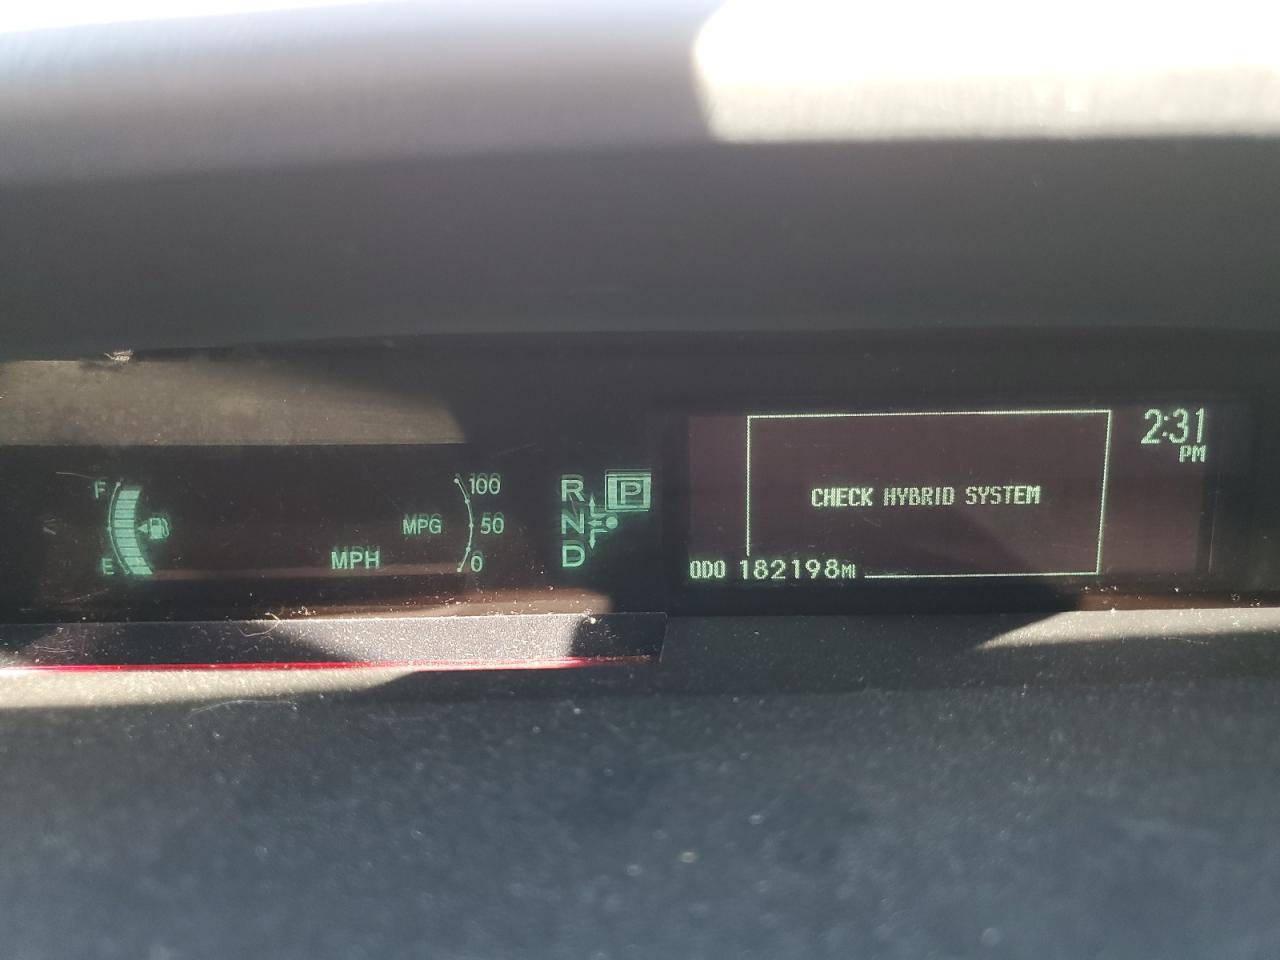 F
E
MPG
MPH
100
50
0
R
N
D
P
CHECK HYBRID SYSTEM
2:31
PM
ODO 182198MI